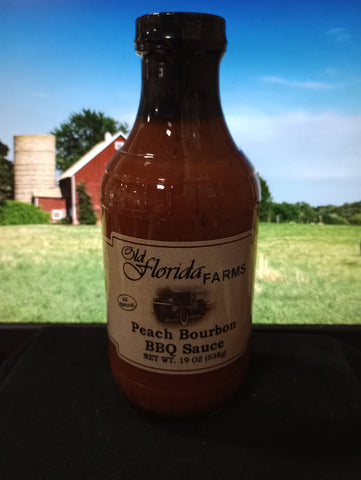 Old
Florida FARMS
All
Natural
Peach Bourbon
BBQ Sauce
NET WT. 19 OZ (538g)